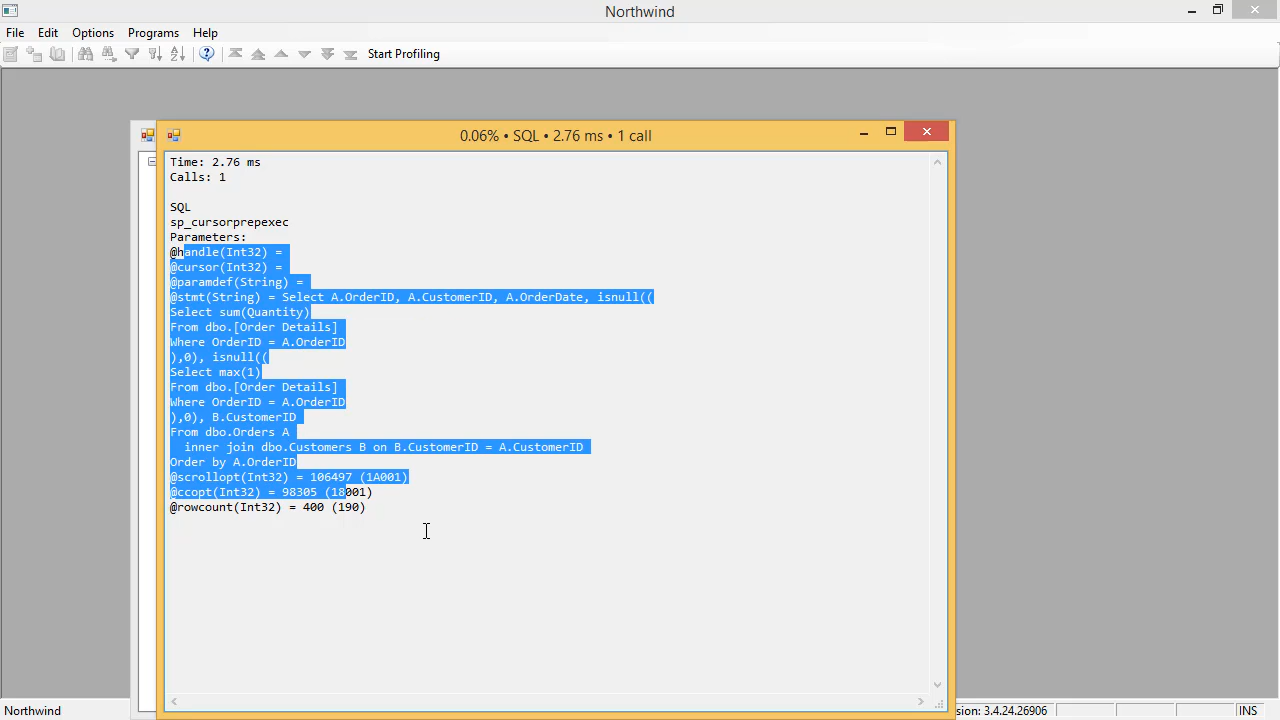 Northwind
File Edit Options Programs Help
Start Profiling
0.06% • SQL • 2.76 ms • 1 call
Time: 2.76 ms
Calls: 1
SQL
sp_cursorprepexec
Parameters:
@handle(Int32) =
@cursor(Int32) =
@paramdef(String) =
@stmt(String) = Select A.OrderID, A.CustomerID, A.OrderDate, isnull((
Select sum(Quantity)
From dbo.[Order Details]
Where OrderID = A.OrderID
),0), isnull((
Select max(1)
From dbo.[Order Details]
Where OrderID = A.OrderID
),0), B.CustomerID
From dbo.Orders A
inner join dbo.Customers B on B.CustomerID = A.CustomerID
Order by A.OrderID
@scrollopt(Int32) = 106497 (1A001)
@ccopt(Int32) = 98305 (18001)
@rowcount(Int32) = 400 (190)
Northwind sion: 3.4.24.26906 INS